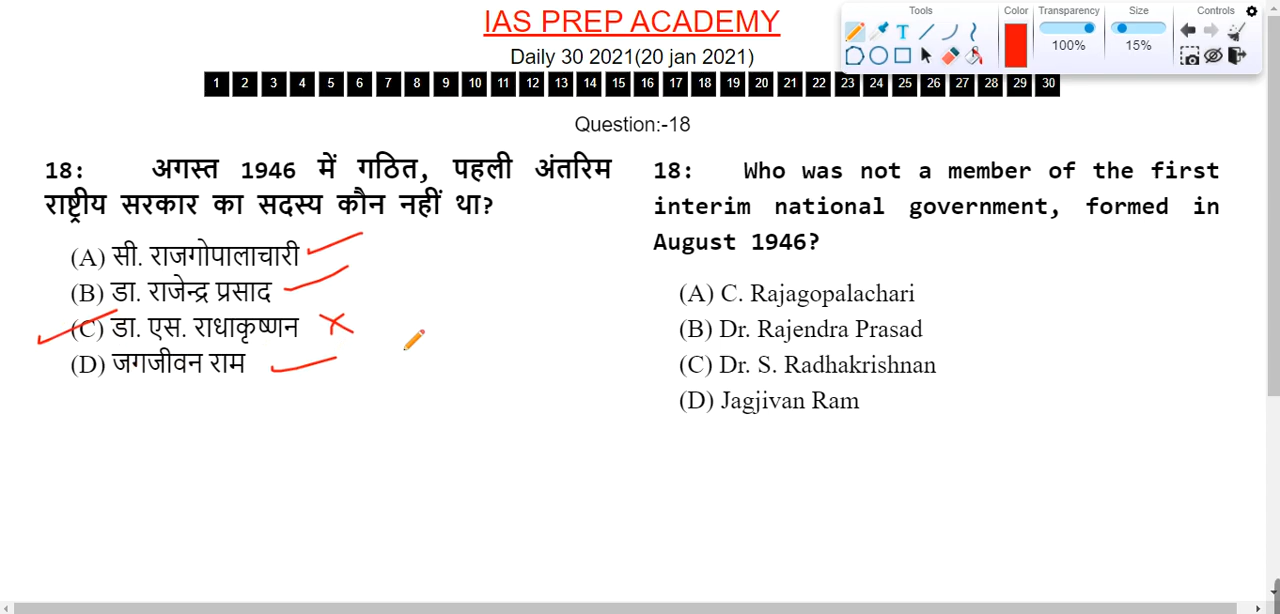 IAS PREP ACADEMY
Daily 30 2021(20 jan 2021)
1 2 3 4 5 6 7 8 9 10 11 12 13 14 15 16 17 18 19 20 21 22 23 24 25 26 27 28 29 30
Tools
Color
Transparency
Size
Controls
100%
15%
Question:-18
18: अगस्त 1946 में गठित, पहली अंतरिम
राष्ट्रीय सरकार का सदस्य कौन नहीं था?
(A) सी. राजगोपालाचारी
(B) डा. राजेन्द्र प्रसाद
(C) डा. एस. राधाकृष्णन
(D) जगजीवन राम
18: Who was not a member of the first
interim national government, formed in
August 1946?
(A) C. Rajagopalachari
(B) Dr. Rajendra Prasad
(C) Dr. S. Radhakrishnan
(D) Jagjivan Ram